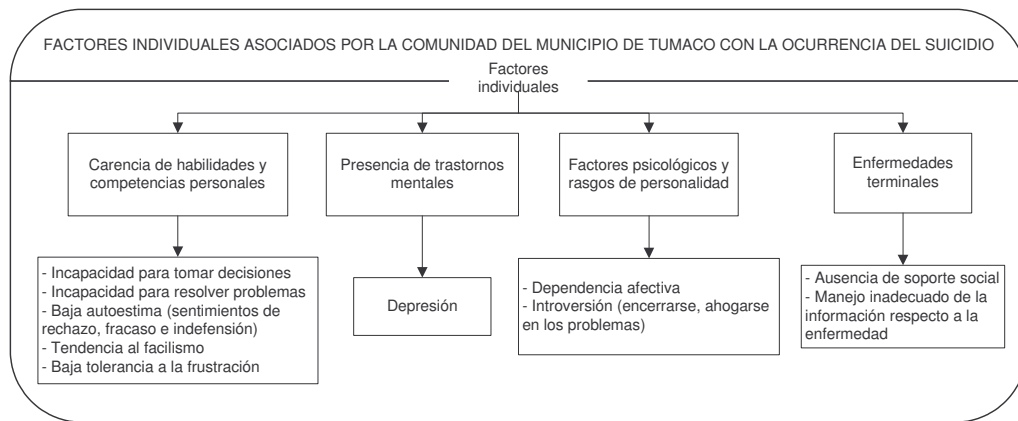 FACTORES INDIVIDUALES ASOCIADOS POR LA COMUNIDAD DEL MUNICIPIO DE TUMACO CON LA OCURRENCIA DEL SUICIDIO
Factores
individuales
Carencia de habilidades y
competencias personales
Presencia de trastornos
mentales
Factores psicológicos y
rasgos de personalidad
Enfermedades
terminales
- Incapacidad para tomar decisiones
- Incapacidad para resolver problemas
- Baja autoestima (sentimientos de
rechazo, fracaso e indefensión)
- Tendencia al facilismo
- Baja tolerancia a la frustración
Depresión
- Dependencia afectiva
- Introversión (encerrarse, ahogarse
en los problemas)
- Ausencia de soporte social
- Manejo inadecuado de la
información respecto a la
enfermedad